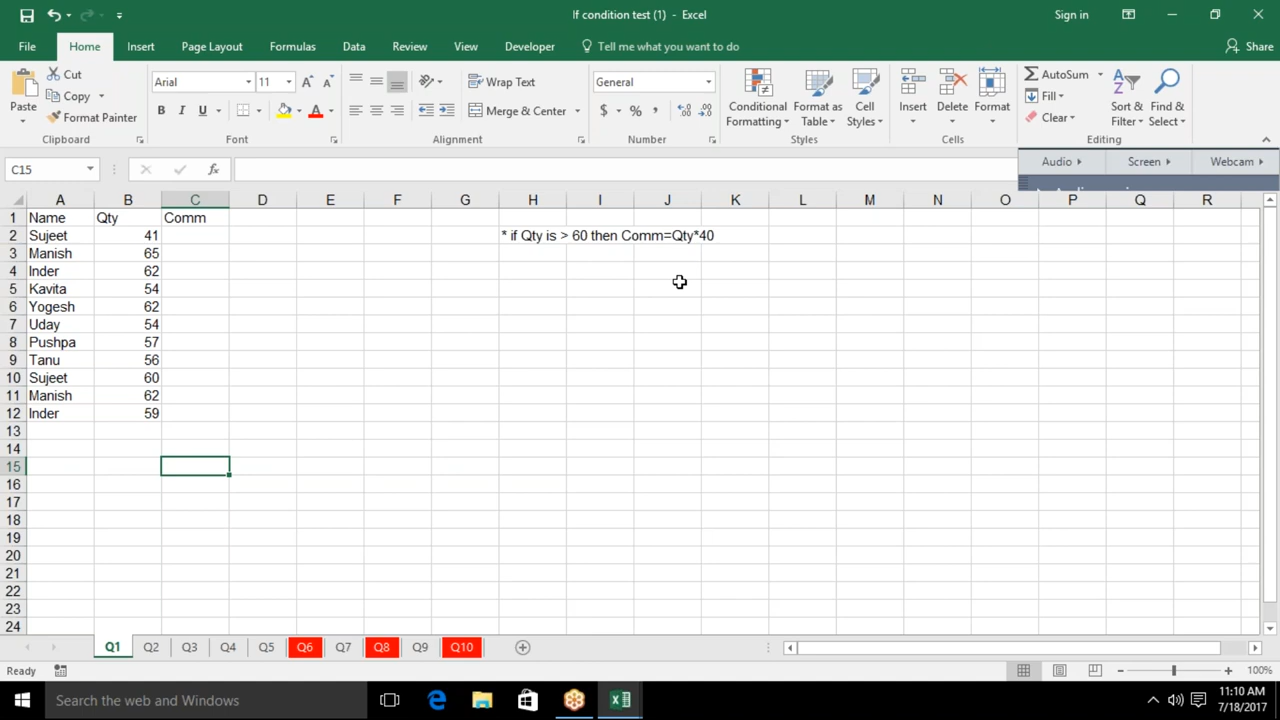 If condition test (1) - Excel
Sign in
File Home Insert Page Layout Formulas Data Review View Developer Tell me what you want to do Share
Paste Cut Copy Format Painter
Clipboard
Arial 11
B I U
Font
Wrap Text
Merge & Center
Alignment
General
$ % ,
Number
Conditional Formatting Format as Table Cell Styles
Styles
Insert Delete Format
Cells
AutoSum Fill Clear
Sort & Filter Find & Select
Editing
C15 fx
Audio Screen Webcam
A B C D E F G H I J K L M N O P Q R
1 Name Qty Comm
2 Sujeet 41 * if Qty is > 60 then Comm=Qty*40
3 Manish 65
4 Inder 62
5 Kavita 54
6 Yogesh 62
7 Uday 54
8 Pushpa 57
9 Tanu 56
10 Sujeet 60
11 Manish 62
12 Inder 59
13
14
15
16
17
18
19
20
21
22
23
24
Q1 Q2 Q3 Q4 Q5 Q6 Q7 Q8 Q9 Q10
Ready 100%
Search the web and Windows
11:10 AM
7/18/2017